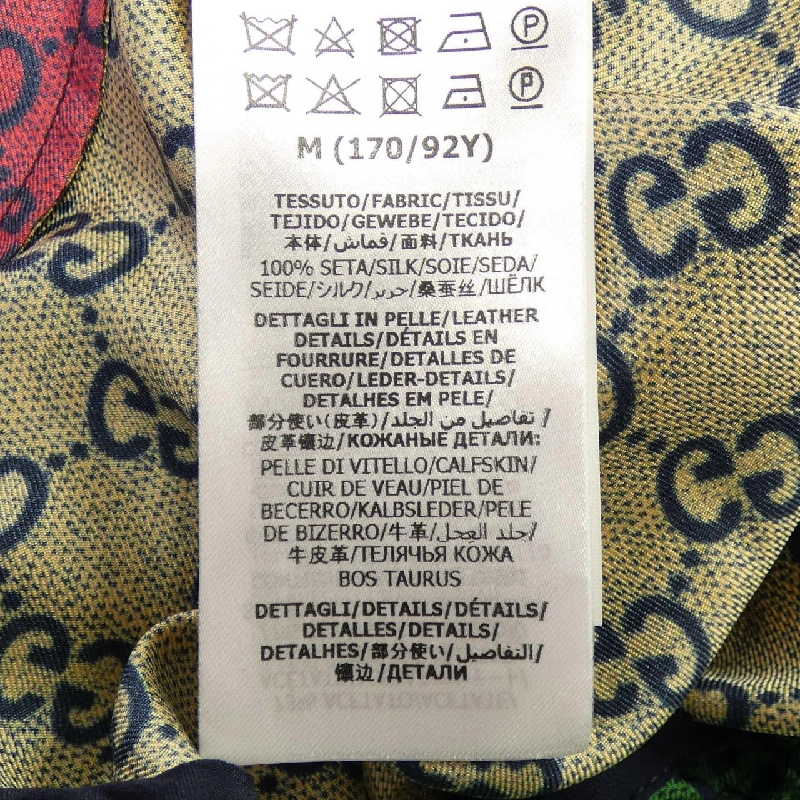 P
P
M (170/92Y)
TESSUTO/FABRIC/TISSU/
TEJIDO/GEWEBE/TECIDO/
本体/قماش/面料/ТКАНЬ
100% SETA/SILK/SOIE/SEDA/
SEIDE/シルク/حرير/桑蚕丝/ШЁЛК
DETTAGLI IN PELLE/LEATHER
DETAILS/DÉTAILS EN
FOURRURE/DETALLES DE
CUERO/LEDER-DETAILS/
DETALHES EM PELE/
部分使い(皮革)/تفاصيل من الجلد/
皮革镶边/КОЖАНЫЕ ДЕТАЛИ:
PELLE DI VITELLO/CALFSKIN/
CUIR DE VEAU/PIEL DE
BECERRO/KALBSLEDER/PELE
DE BIZERRO/牛革/جلد العجل/
牛皮革/ТЕЛЯЧЬЯ КОЖА
BOS TAURUS
DETTAGLI/DETAILS/DÉTAILS/
DETALLES/DETAILS/
DETALHES/部分使い/التفاصيل/
镶边/ДЕТАЛИ